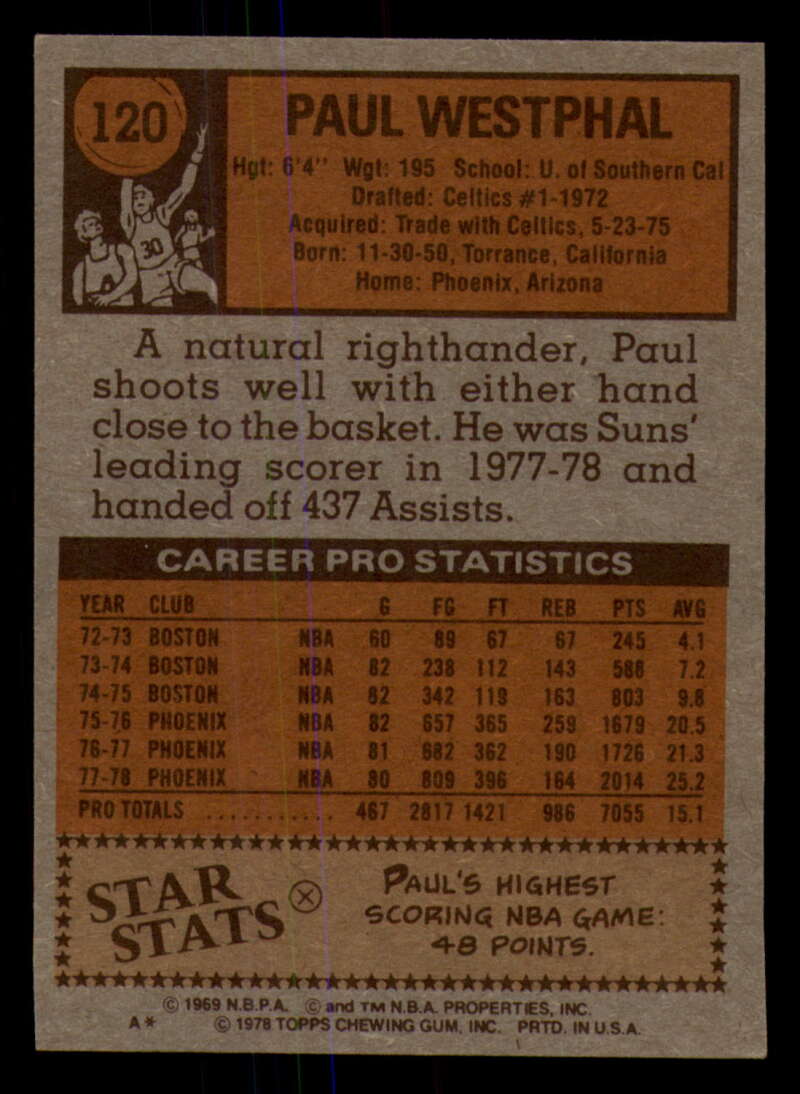 120
PAUL WESTPHAL
Hgt: 6'4" Wgt: 195 School: U. of Southern Cal
Drafted: Celtics #1-1972
Acquired: Trade with Celtics, 5-23-75
Born: 11-30-50, Torrance, California
Home: Phoenix, Arizona
30
A natural righthander, Paul
shoots well with either hand
close to the basket. He was Suns'
leading scorer in 1977-78 and
handed off 437 Assists.
CAREER PRO STATISTICS
YEAR CLUB G FG FT REB PTS AVG
72-73 BOSTON NBA 60 89 67 67 245 4.1
73-74 BOSTON NBA 82 238 112 143 588 7.2
74-75 BOSTON NBA 82 342 119 163 803 9.8
75-76 PHOENIX NBA 82 657 365 259 1679 20.5
76-77 PHOENIX NBA 81 682 362 190 1726 21.3
77-78 PHOENIX NBA 80 809 396 164 2014 25.2
PRO TOTALS ........... 467 2817 1421 986 7055 15.1
STAR
STATS
PAUL'S HIGHEST
SCORING NBA GAME:
48 POINTS.
© 1969 N.B.P.A. © and TM N.B.A. PROPERTIES, INC.
A* © 1978 TOPPS CHEWING GUM, INC. PRTD. IN U.S.A.